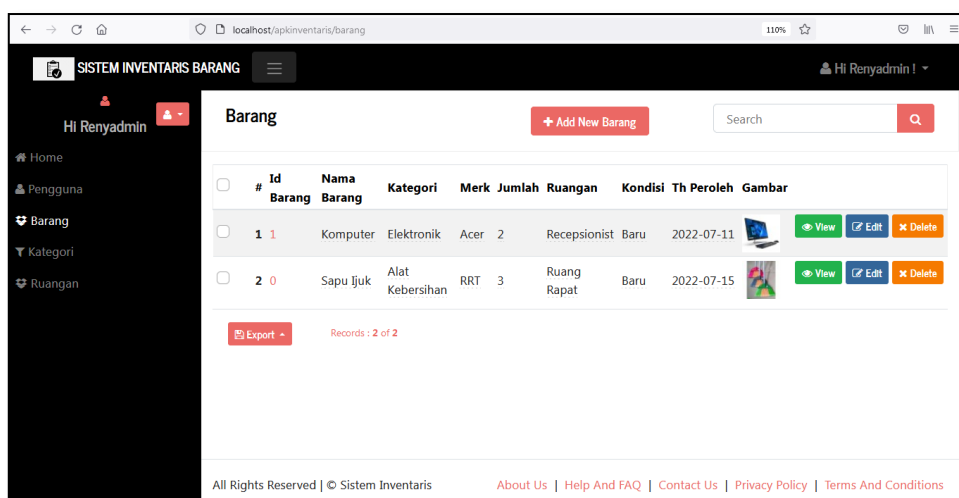 localhost/apkinventaris/barang 110%
SISTEM INVENTARIS BARANG Hi Renyadmin !
Hi Renyadmin
Home
Pengguna
Barang
Kategori
Ruangan
Barang + Add New Barang Search
# Id Barang Nama Barang Kategori Merk Jumlah Ruangan Kondisi Th Peroleh Gambar
1 1 Komputer Elektronik Acer 2 Recepsionist Baru 2022-07-11 View Edit Delete
2 0 Sapu Ijuk Alat Kebersihan RRT 3 Ruang Rapat Baru 2022-07-15 View Edit Delete
Export Records : 2 of 2
All Rights Reserved | © Sistem Inventaris About Us | Help And FAQ | Contact Us | Privacy Policy | Terms And Conditions